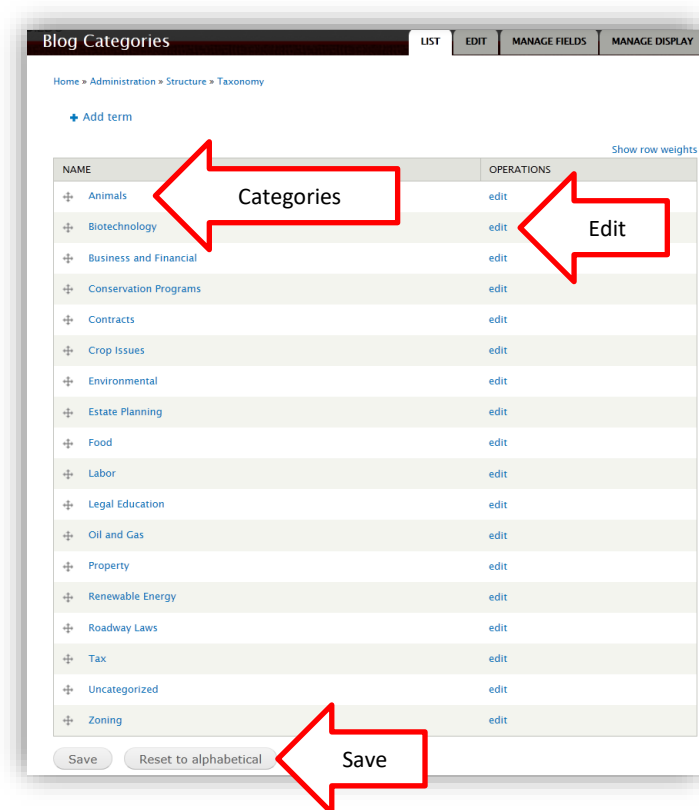 Blog Categories LIST EDIT MANAGE FIELDS MANAGE DISPLAY
Home » Administration » Structure » Taxonomy
+ Add term
Show row weights
NAME OPERATIONS
Animals Categories edit
Biotechnology edit Edit
Business and Financial edit
Conservation Programs edit
Contracts edit
Crop Issues edit
Environmental edit
Estate Planning edit
Food edit
Labor edit
Legal Education edit
Oil and Gas edit
Property edit
Renewable Energy edit
Roadway Laws edit
Tax edit
Uncategorized edit
Zoning edit
Save Reset to alphabetical Save